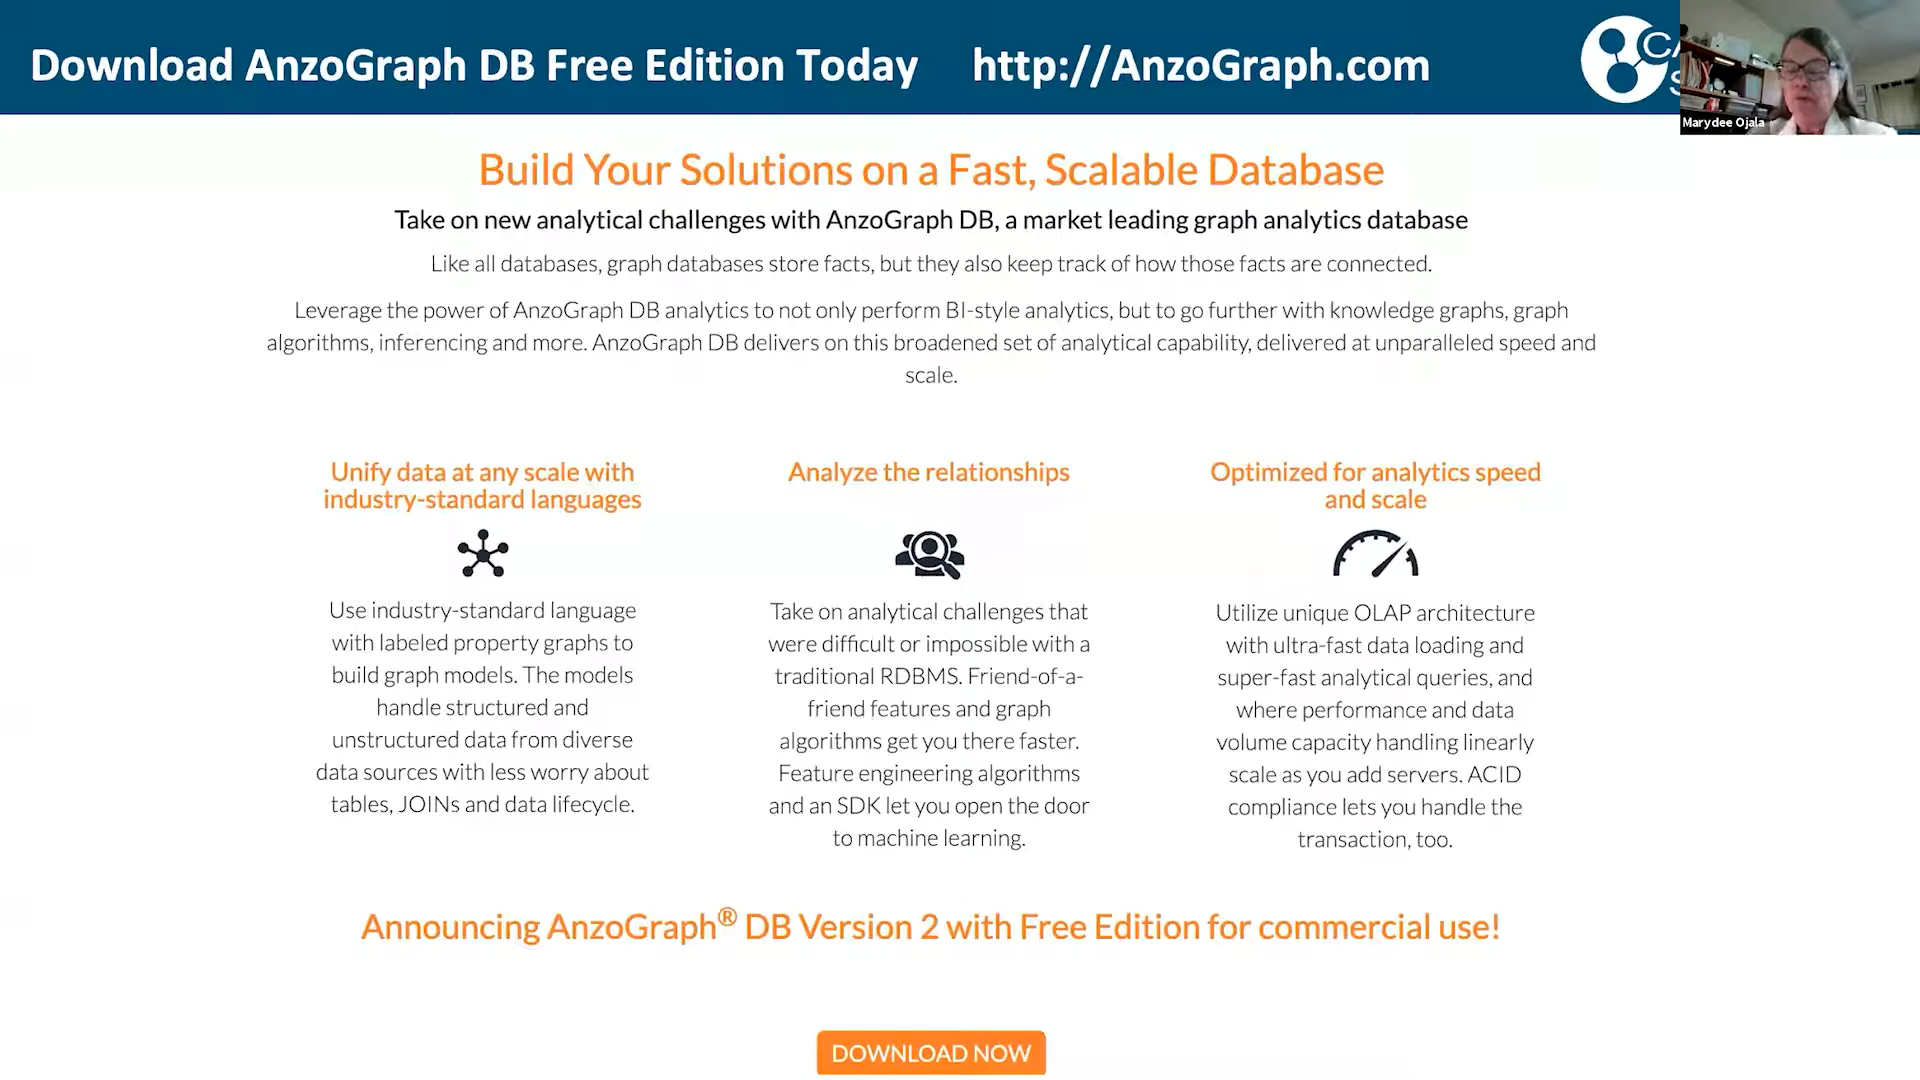 Download AnzoGraph DB Free Edition Today http://AnzoGraph.com
Marydee Ojala
Build Your Solutions on a Fast, Scalable Database
Take on new analytical challenges with AnzoGraph DB, a market leading graph analytics database
Like all databases, graph databases store facts, but they also keep track of how those facts are connected.
Leverage the power of AnzoGraph DB analytics to not only perform BI-style analytics, but to go further with knowledge graphs, graph
algorithms, inferencing and more. AnzoGraph DB delivers on this broadened set of analytical capability, delivered at unparalleled speed and
scale.
Unify data at any scale with
industry-standard languages
Use industry-standard language
with labeled property graphs to
build graph models. The models
handle structured and
unstructured data from diverse
data sources with less worry about
tables, JOINs and data lifecycle.
Analyze the relationships
Take on analytical challenges that
were difficult or impossible with a
traditional RDBMS. Friend-of-a-
friend features and graph
algorithms get you there faster.
Feature engineering algorithms
and an SDK let you open the door
to machine learning.
Optimized for analytics speed
and scale
Utilize unique OLAP architecture
with ultra-fast data loading and
super-fast analytical queries, and
where performance and data
volume capacity handling linearly
scale as you add servers. ACID
compliance lets you handle the
transaction, too.
Announcing AnzoGraph® DB Version 2 with Free Edition for commercial use!
DOWNLOAD NOW